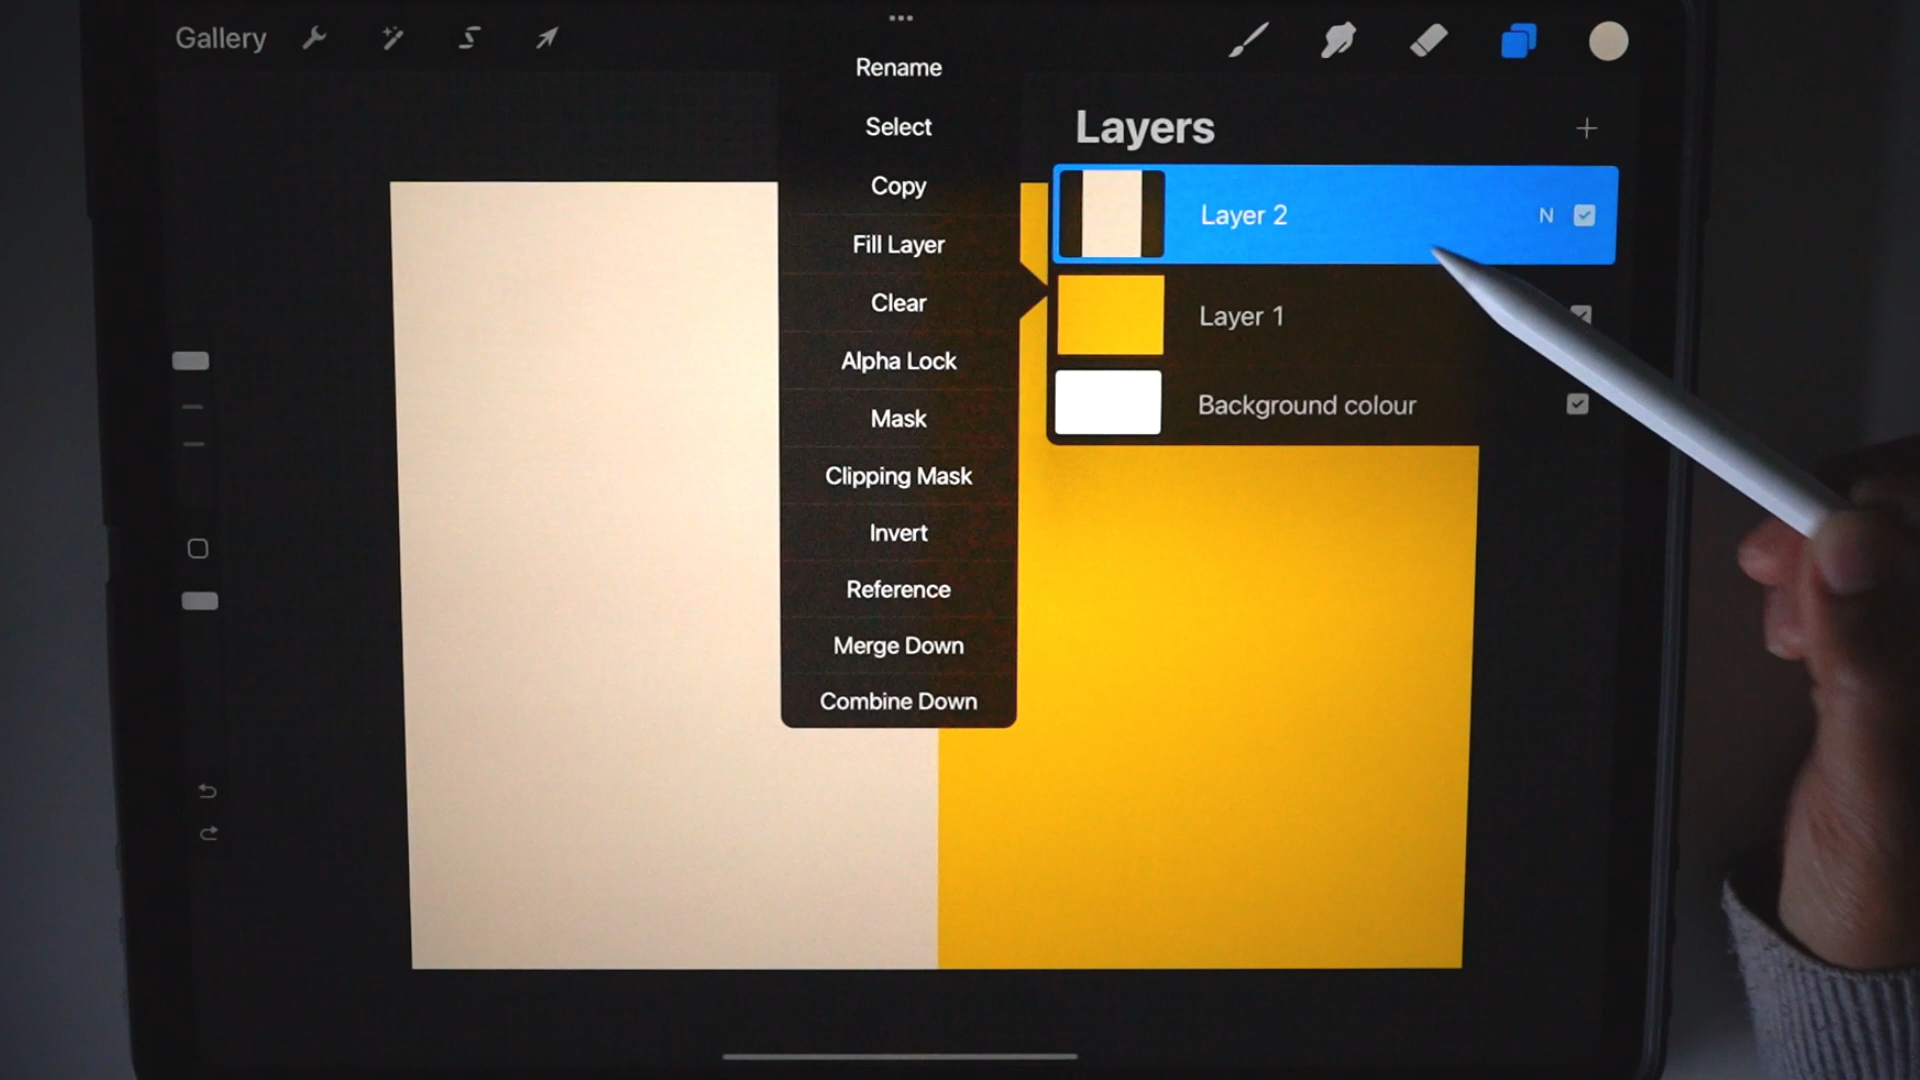 Gallery
Rename
Select
Copy
Fill Layer
Clear
Alpha Lock
Mask
Clipping Mask
Invert
Reference
Merge Down
Combine Down
Layers
Layer 2 N
Layer 1
Background colour